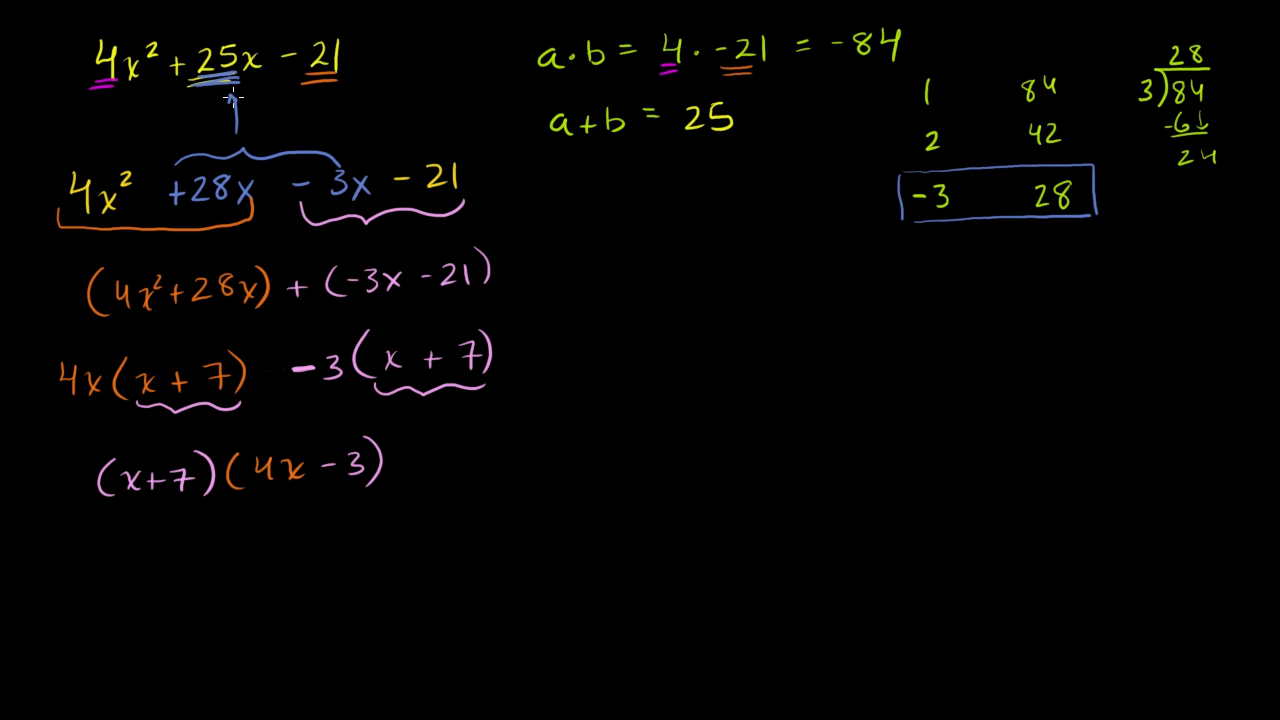 4x² + 25x - 21
a·b = 4 · -21 = -84
a+b = 25
1 84
2 42
-3 28
28
3)84
-6↓
24
4x² +28x - 3x - 21
(4x²+28x) + (-3x - 21)
4x(x + 7) -3(x + 7)
(x+7)(4x - 3)